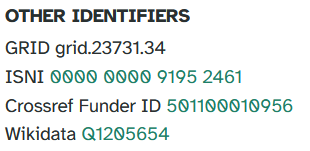 OTHER IDENTIFIERS
GRID grid.23731.34
ISNI 0000 0000 9195 2461
Crossref Funder ID 501100010956
Wikidata Q1205654